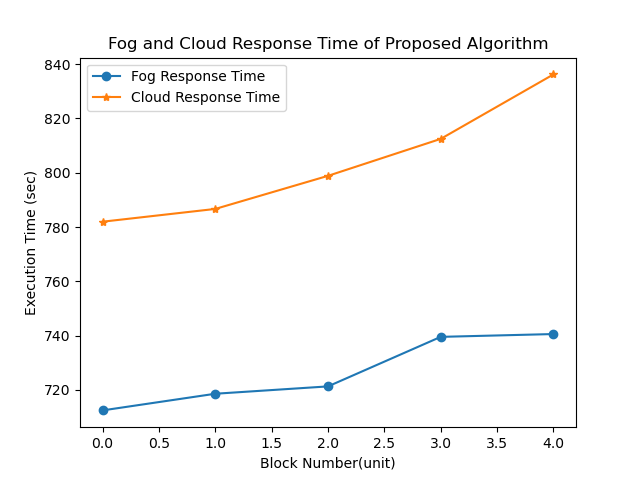 Fog and Cloud Response Time of Proposed Algorithm
840
820
800
780
760
740
720
Execution Time (sec)
Fog Response Time
Cloud Response Time
0.0 0.5 1.0 1.5 2.0 2.5 3.0 3.5 4.0
Block Number(unit)